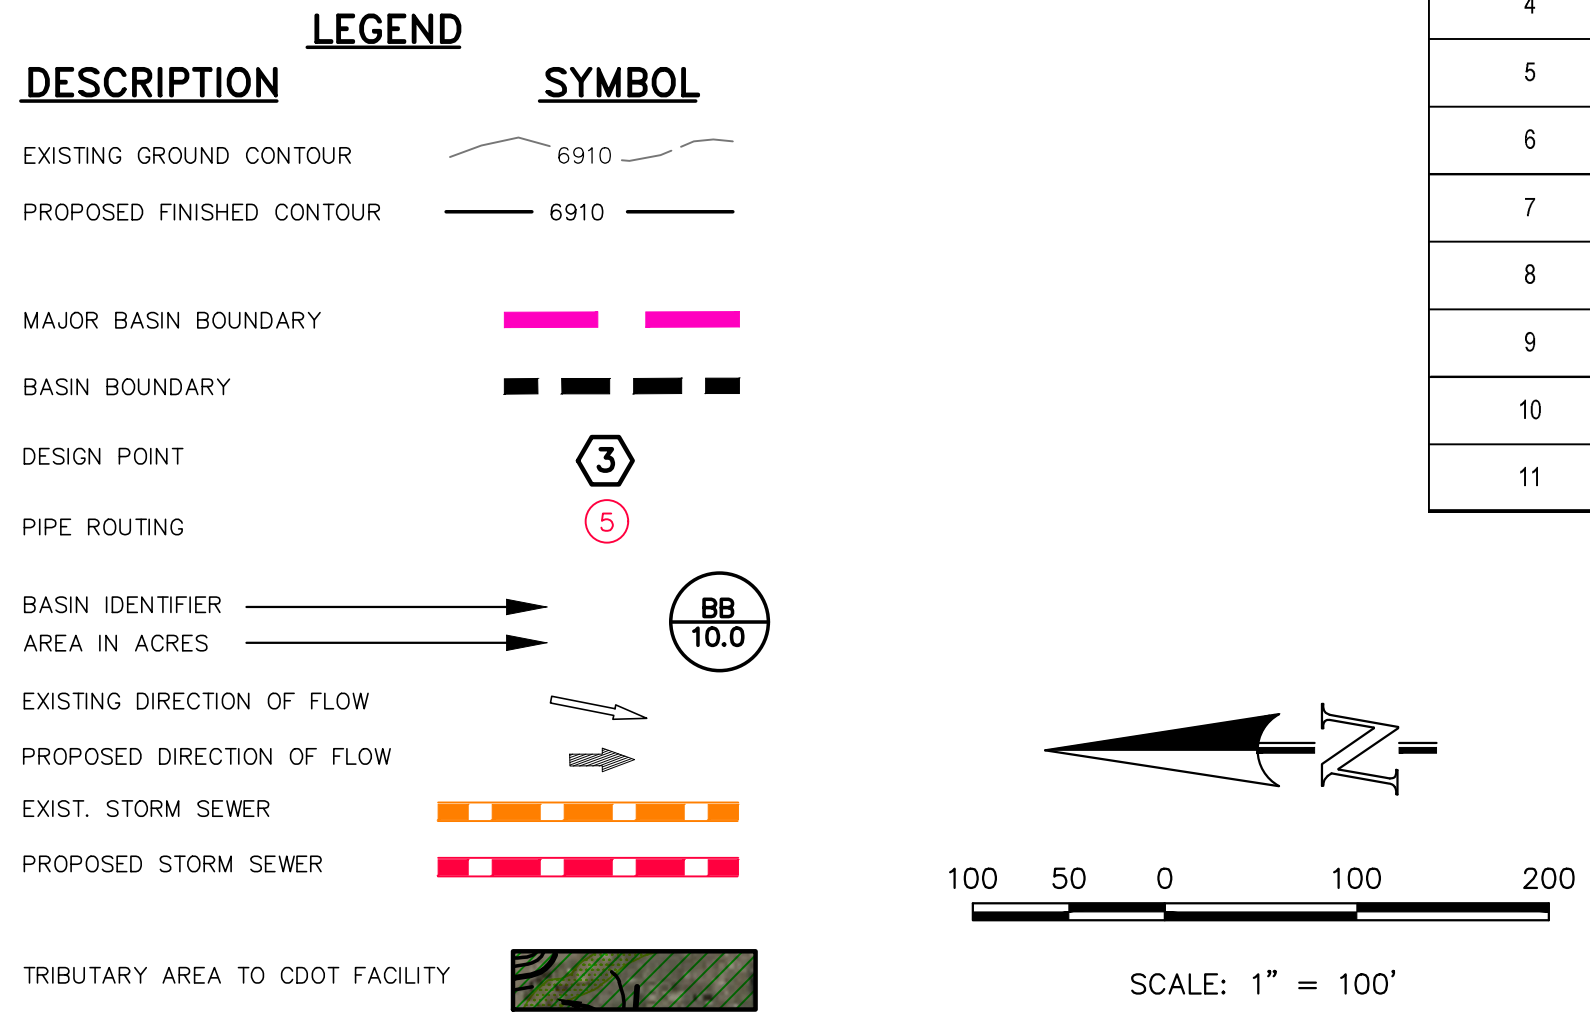 LEGEND
DESCRIPTION SYMBOL
EXISTING GROUND CONTOUR 6910
PROPOSED FINISHED CONTOUR 6910
MAJOR BASIN BOUNDARY
BASIN BOUNDARY
DESIGN POINT 3
PIPE ROUTING 5
BASIN IDENTIFIER BB
AREA IN ACRES 10.0
EXISTING DIRECTION OF FLOW
PROPOSED DIRECTION OF FLOW
EXIST. STORM SEWER
PROPOSED STORM SEWER
TRIBUTARY AREA TO CDOT FACILITY
4
5
6
7
8
9
10
11
N
100 50 0 100 200
SCALE: 1" = 100'